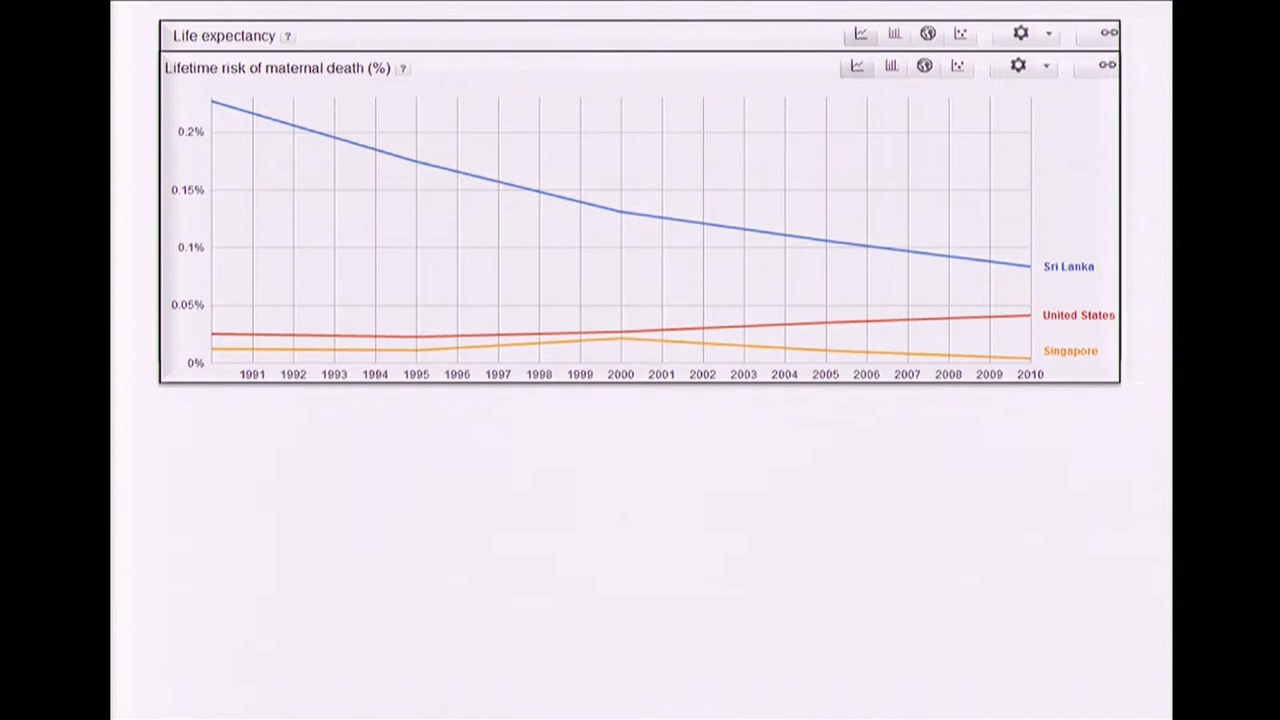 Life expectancy ?
Lifetime risk of maternal death (%) ?
0.2%
0.15%
0.1%
0.05%
0%
Sri Lanka
United States
Singapore
1991 1992 1993 1994 1995 1996 1997 1998 1999 2000 2001 2002 2003 2004 2005 2006 2007 2008 2009 2010